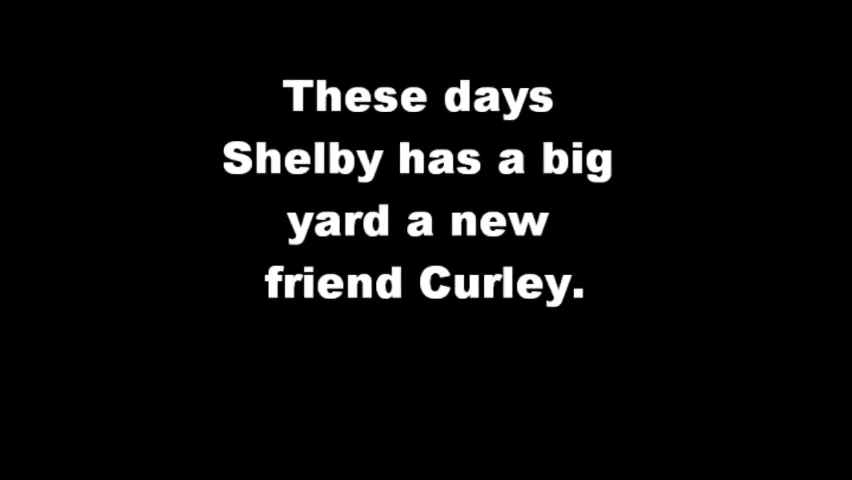 These days
Shelby has a big
yard a new
friend Curley.